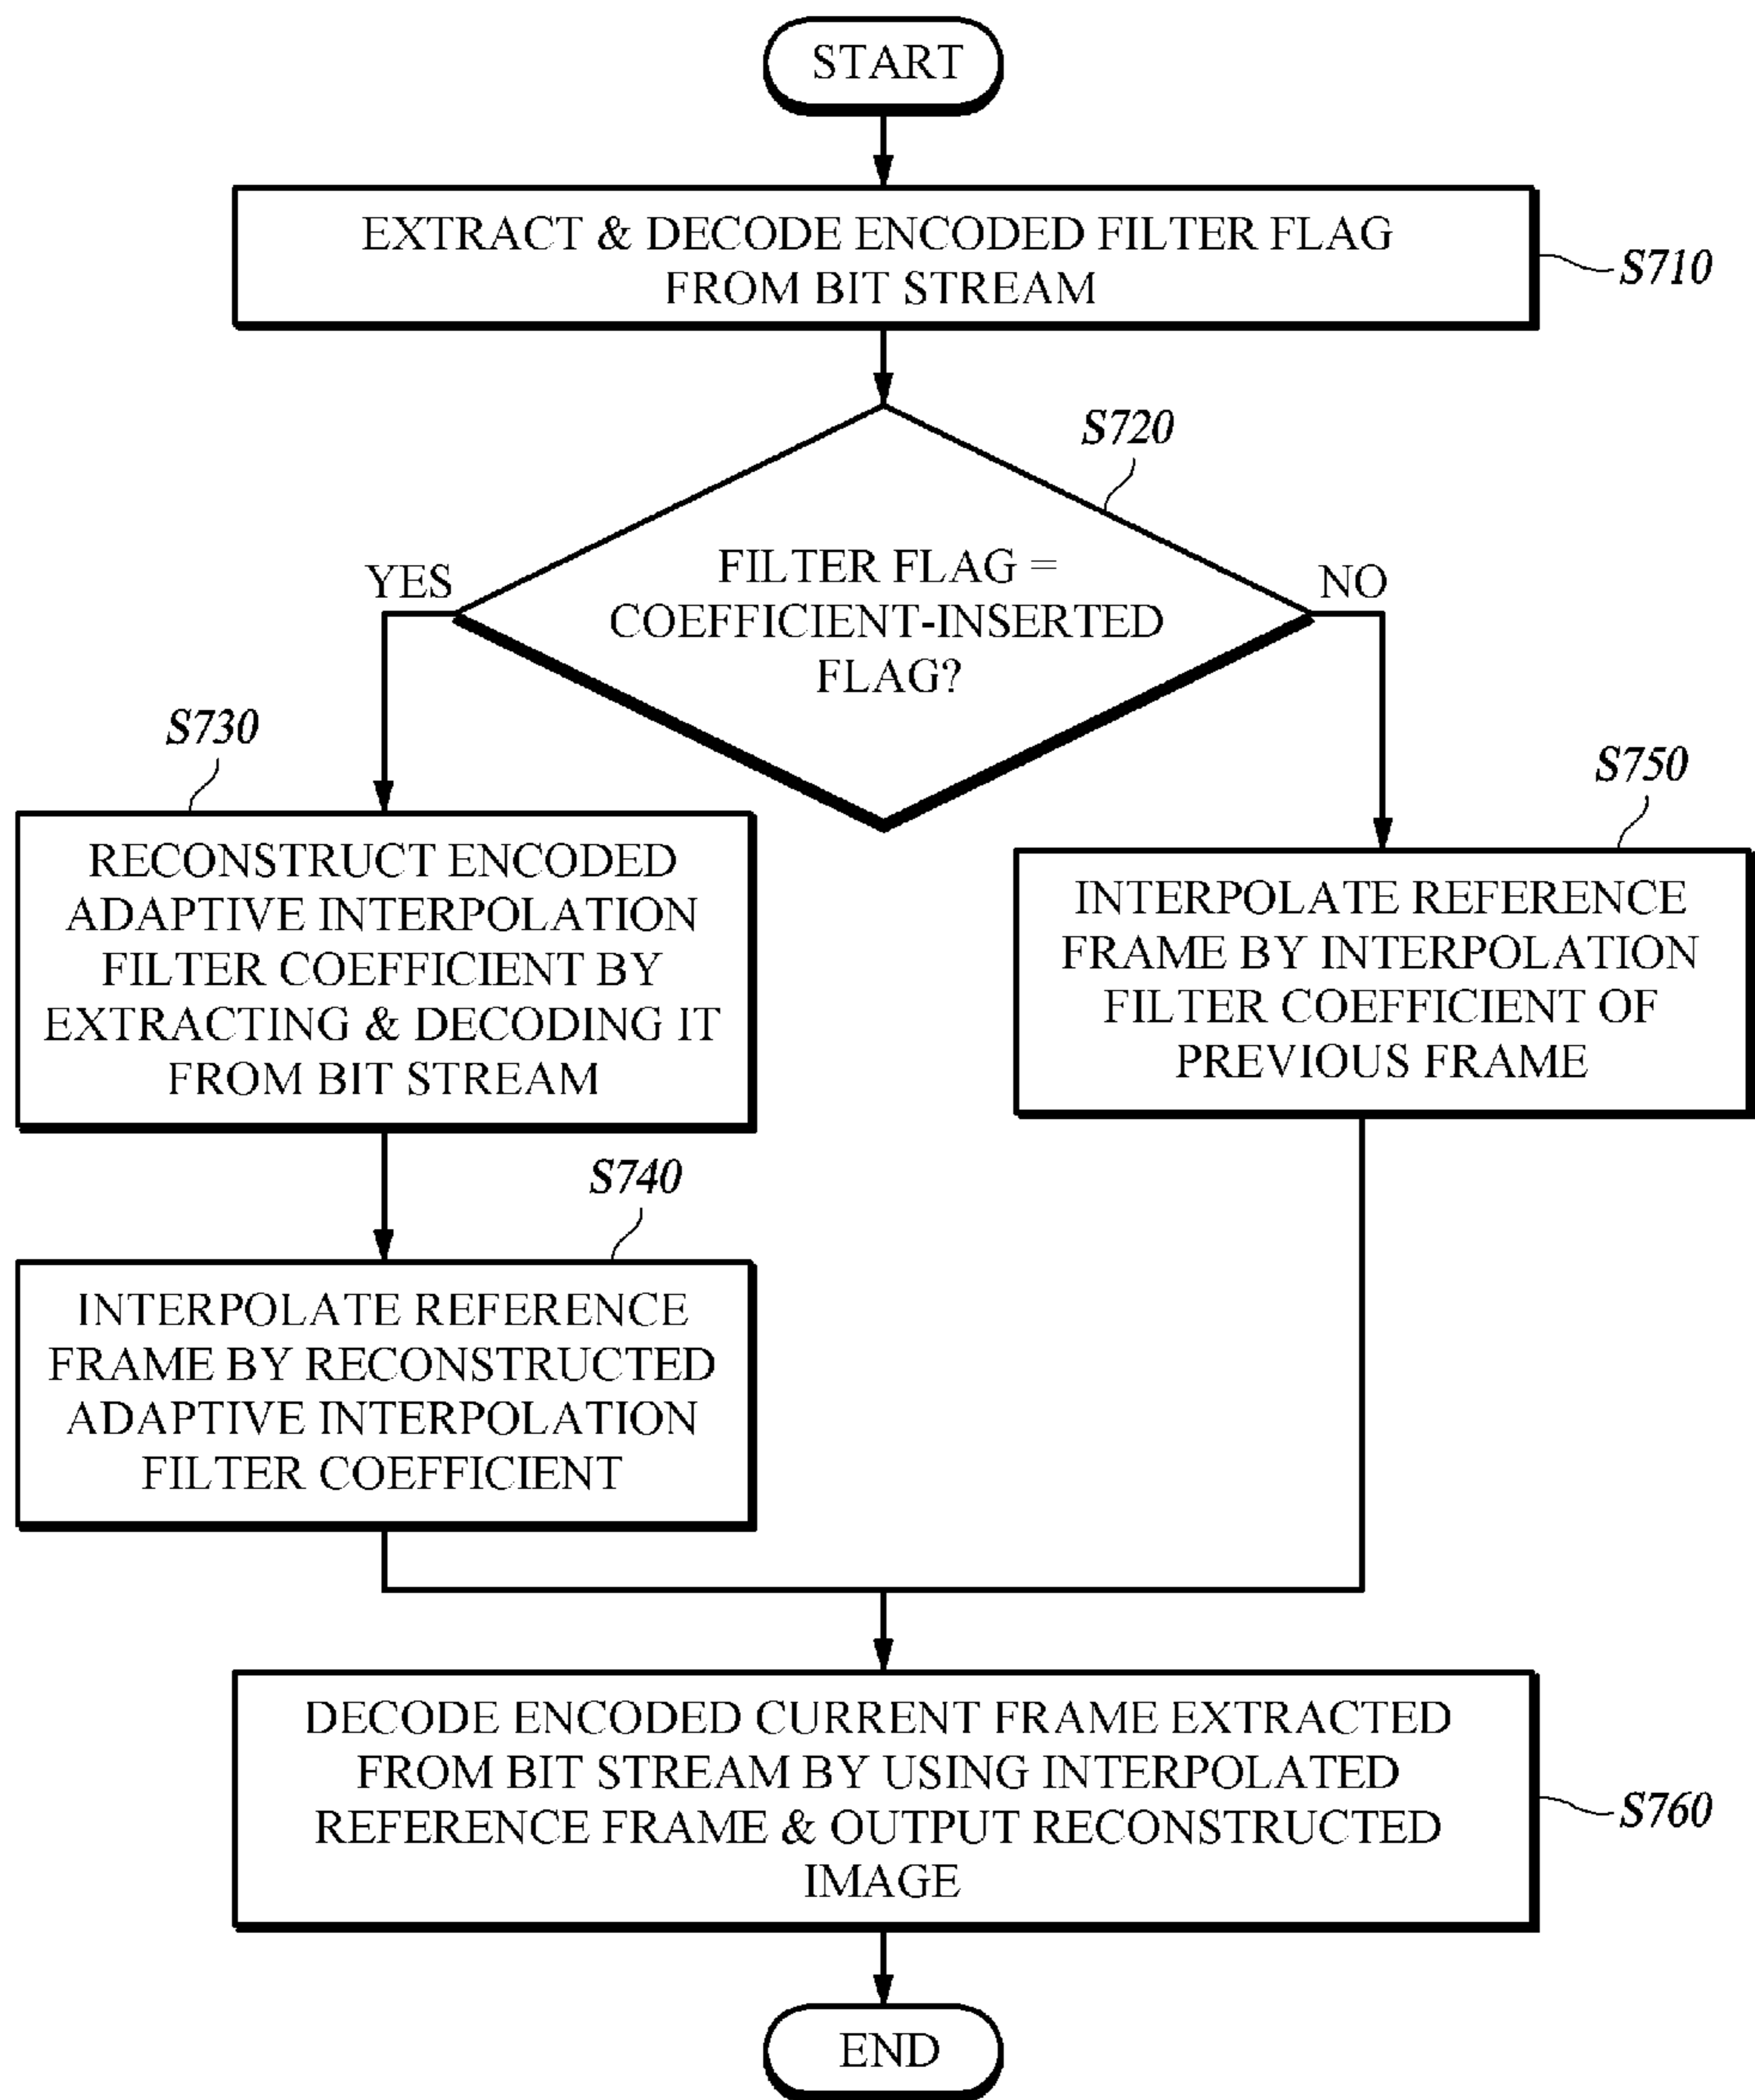 START
EXTRACT & DECODE ENCODED FILTER FLAG
FROM BIT STREAM
S710
S720
FILTER FLAG =
COEFFICIENT-INSERTED
FLAG?
YES
NO
S730
RECONSTRUCT ENCODED
ADAPTIVE INTERPOLATION
FILTER COEFFICIENT BY
EXTRACTING & DECODING IT
FROM BIT STREAM
S750
INTERPOLATE REFERENCE
FRAME BY INTERPOLATION
FILTER COEFFICIENT OF
PREVIOUS FRAME
S740
INTERPOLATE REFERENCE
FRAME BY RECONSTRUCTED
ADAPTIVE INTERPOLATION
FILTER COEFFICIENT
DECODE ENCODED CURRENT FRAME EXTRACTED
FROM BIT STREAM BY USING INTERPOLATED
REFERENCE FRAME & OUTPUT RECONSTRUCTED
IMAGE
S760
END